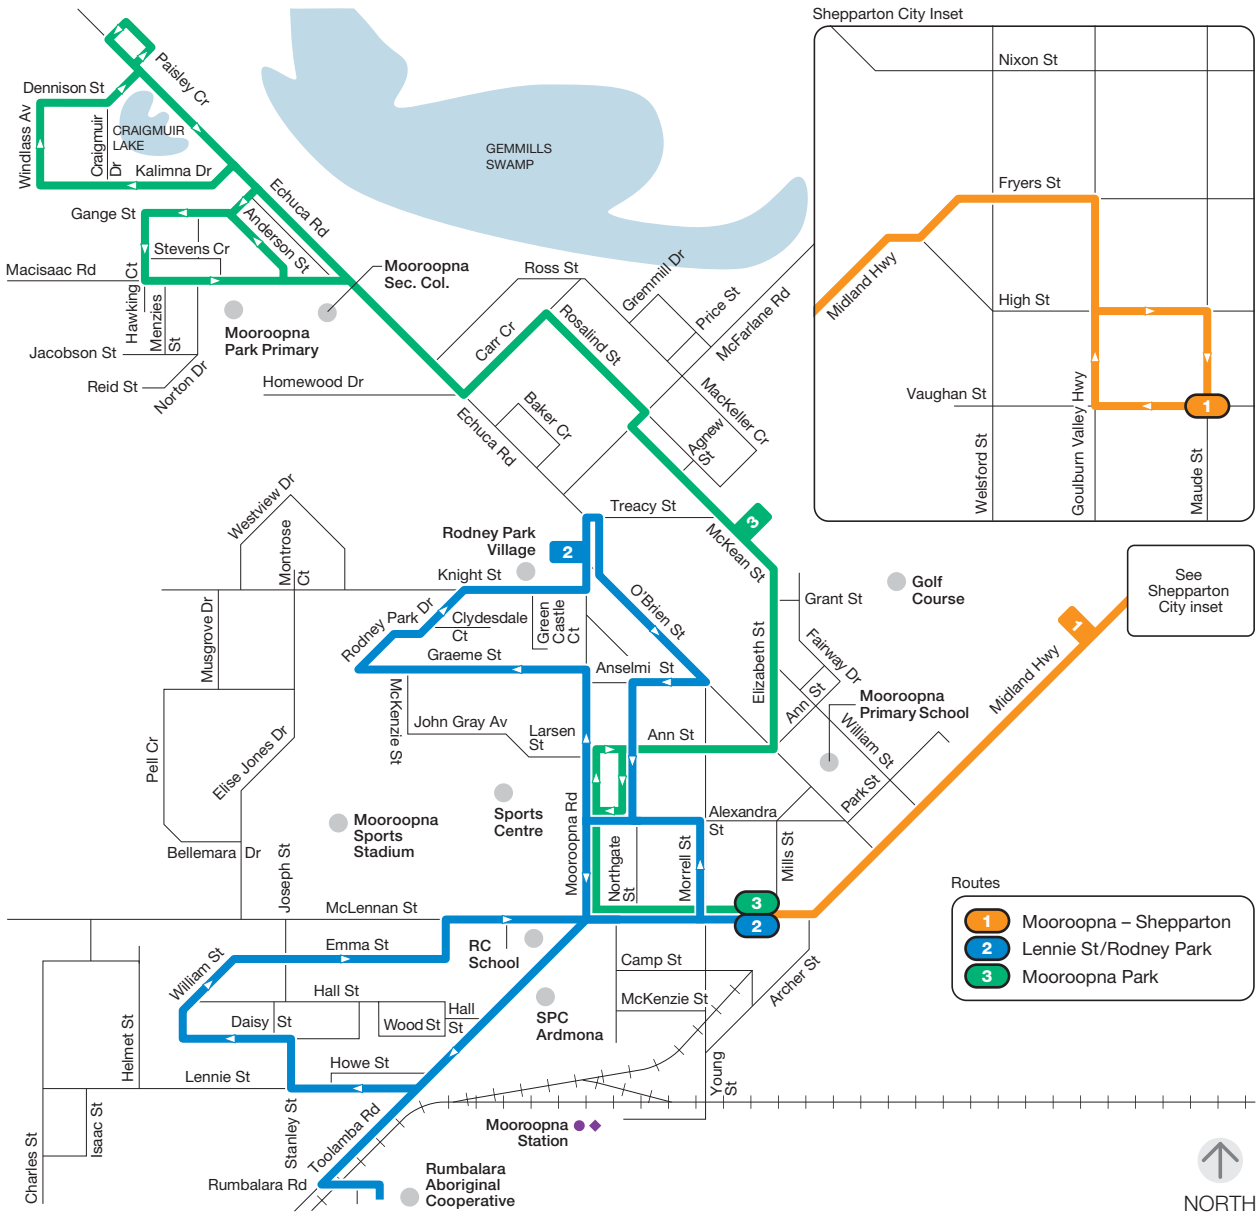 Shepparton City Inset
Nixon St
Fryers St
Midland Hwy
High St
Vaughan St
Welsford St
Goulburn Valley Hwy
Maude St
1
Paisley Cr
Dennison St
Windlass Av
Craigmuir
Dr
CRAIGMUIR
LAKE
Kalimna Dr
GEMMILLS
SWAMP
Echuca Rd
Gange St
Anderson St
Stevens Cr
Macisaac Rd
Hawking Ct
Menzies
St
Mooroopna
Sec. Col.
Mooroopna
Park Primary
Jacobson St
Reid St
Norton Dr
Homewood Dr
Ross St
Gremmill Dr
Price St
McFarlane Rd
Carr Cr
Rosalind St
MacKeller Cr
Agnew
St
Baker Cr
Echuca Rd
Treacy St
3
McKean St
Westview Dr
Montrose
Ct
Rodney Park
Village
2
Knight St
Rodney Park Dr
Clydesdale
Ct
Green
Castle
Ct
O'Brien St
Graeme St
Anselmi St
Musgrove Dr
McKenzie St
John Gray Av
Larsen
St
Ann St
Elizabeth St
Grant St
Fairway Dr
Ann St
Golf
Course
Mooroopna
Primary School
William St
Park St
Midland Hwy
1
See
Shepparton
City inset
Pell Cr
Elise Jones Dr
Bellemara Dr
Mooroopna
Sports
Stadium
Sports
Centre
Mooroopna Rd
Northgate
St
Morrell St
Alexandra
St
Mills St
Joseph St
McLennan St
3
2
Emma St
RC
School
William St
Hall St
Daisy St
Wood St
Hall
St
SPC
Ardmona
Camp St
McKenzie St
Archer St
Young
St
Helmet St
Howe St
Lennie St
Stanley St
Toolamba Rd
Isaac St
Charles St
Rumbalara Rd
Mooroopna
Station
Rumbalara
Aboriginal
Cooperative
Routes
1 Mooroopna – Shepparton
2 Lennie St/Rodney Park
3 Mooroopna Park
NORTH